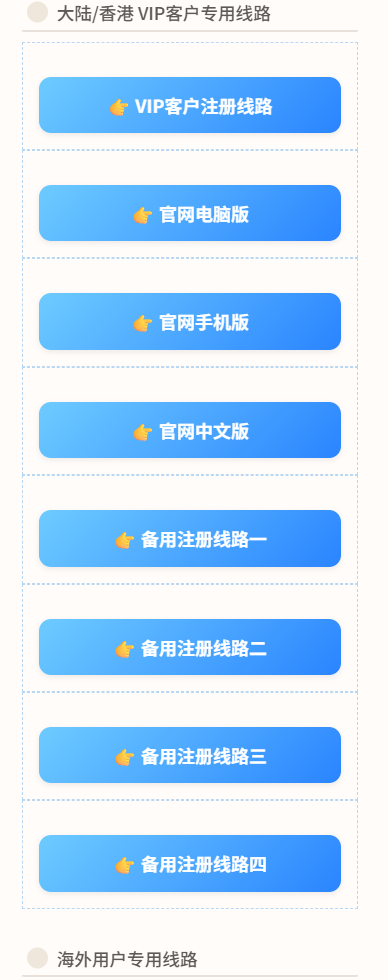 大陆/香港 VIP客户专用线路
👉 VIP客户注册线路
👉 官网电脑版
👉 官网手机版
👉 官网中文版
👉 备用注册线路一
👉 备用注册线路二
👉 备用注册线路三
👉 备用注册线路四
海外用户专用线路